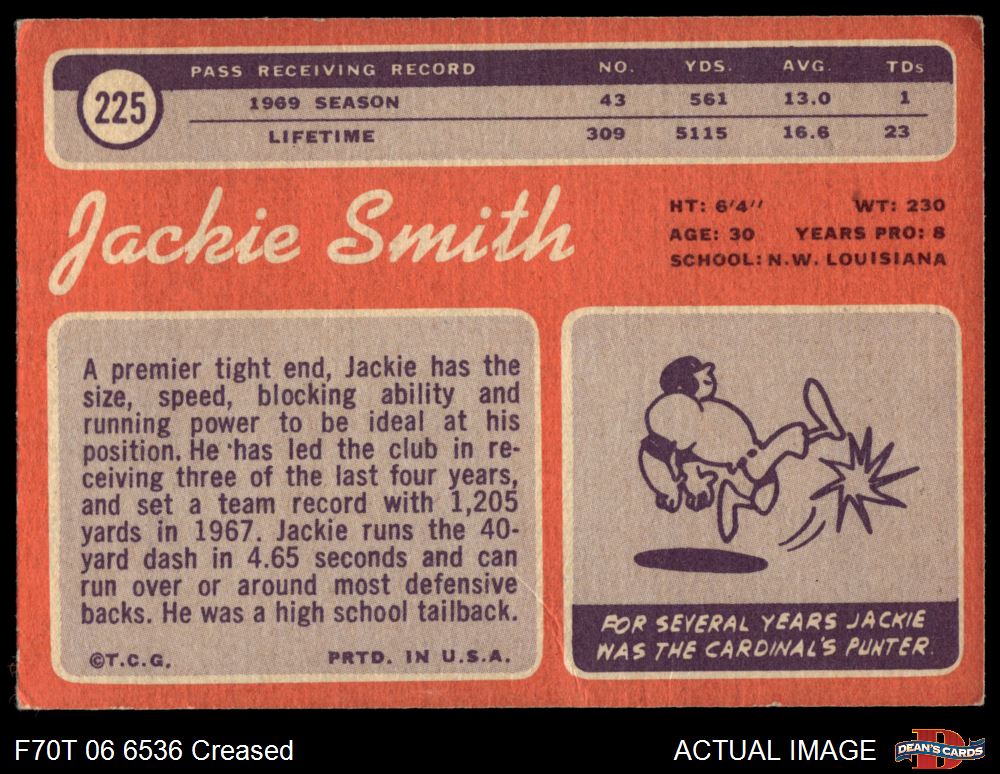 225
PASS RECEIVING RECORD NO. YDS. AVG. TDs
1969 SEASON 43 561 13.0 1
LIFETIME 309 5115 16.6 23
Jackie Smith
HT: 6'4'' WT: 230
AGE: 30 YEARS PRO: 8
SCHOOL: N.W. LOUISIANA
A premier tight end, Jackie has the
size, speed, blocking ability and
running power to be ideal at his
position. He has led the club in re-
ceiving three of the last four years,
and set a team record with 1,205
yards in 1967. Jackie runs the 40-
yard dash in 4.65 seconds and can
run over or around most defensive
backs. He was a high school tailback.
©T.C.G. PRTD. IN U.S.A.
FOR SEVERAL YEARS JACKIE
WAS THE CARDINAL'S PUNTER.
F70T 06 6536 Creased
ACTUAL IMAGE
DEAN'S CARDS